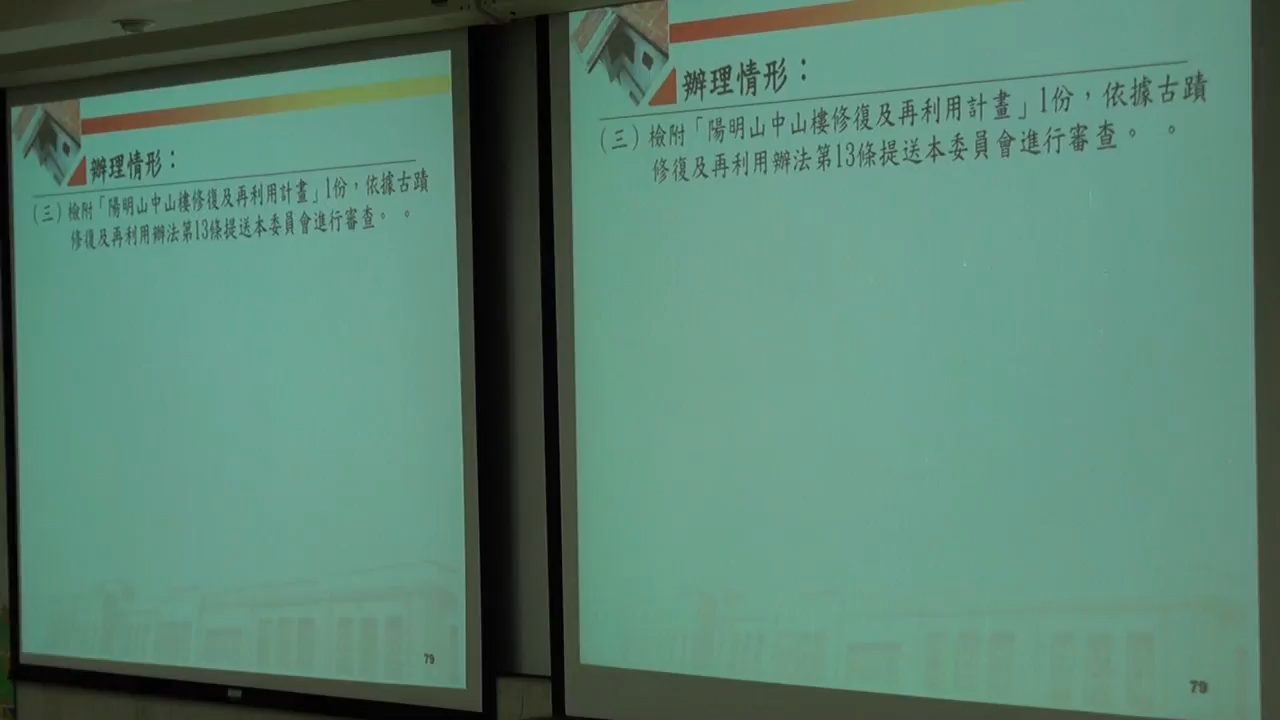 辦理情形：
（三）檢附「陽明山中山樓修復及再利用計畫」1份，依據古蹟
修復及再利用辦法第13條提送本委員會進行審查。 。
79
辦理情形：
（三）檢附「陽明山中山樓修復及再利用計畫」1份，依據古蹟
修復及再利用辦法第13條提送本委員會進行審查。 。
79